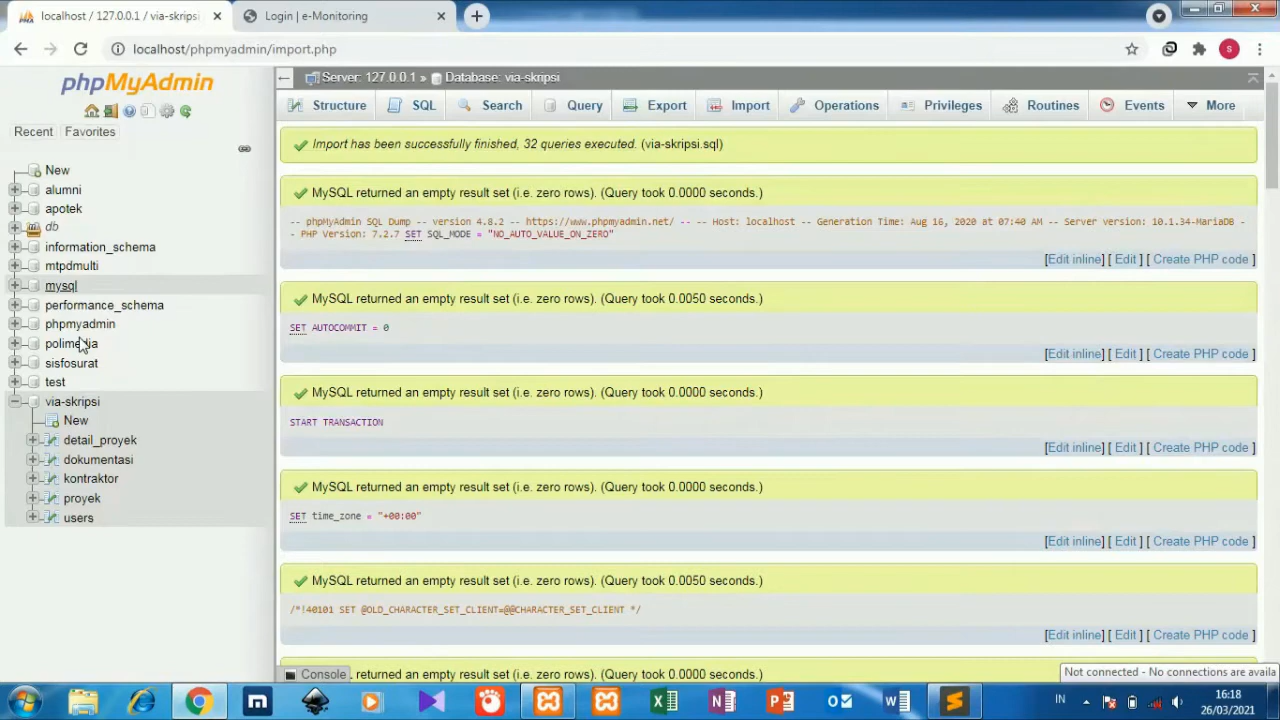 localhost / 127.0.0.1 / via-skripsi
Login | e-Monitoring
localhost/phpmyadmin/import.php
S
phpMyAdmin
Recent
Favorites
New
alumni
apotek
db
information_schema
mtpdmulti
mysql
performance_schema
phpmyadmin
polimedia
sisfosurat
test
via-skripsi
New
detail_proyek
dokumentasi
kontraktor
proyek
users
Server: 127.0.0.1 » Database: via-skripsi
Structure SQL Search Query Export Import Operations Privileges Routines Events More
Import has been successfully finished, 32 queries executed. (via-skripsi.sql)
MySQL returned an empty result set (i.e. zero rows). (Query took 0.0000 seconds.)
-- phpMyAdmin SQL Dump -- version 4.8.2 -- https://www.phpmyadmin.net/ -- -- Host: localhost -- Generation Time: Aug 16, 2020 at 07:40 AM -- Server version: 10.1.34-MariaDB -
- PHP Version: 7.2.7 SET SQL_MODE = "NO_AUTO_VALUE_ON_ZERO"
[Edit inline] [ Edit ] [ Create PHP code ]
MySQL returned an empty result set (i.e. zero rows). (Query took 0.0050 seconds.)
SET AUTOCOMMIT = 0
[Edit inline] [ Edit ] [ Create PHP code ]
MySQL returned an empty result set (i.e. zero rows). (Query took 0.0000 seconds.)
START TRANSACTION
[Edit inline] [ Edit ] [ Create PHP code ]
MySQL returned an empty result set (i.e. zero rows). (Query took 0.0000 seconds.)
SET time_zone = "+00:00"
[Edit inline] [ Edit ] [ Create PHP code ]
MySQL returned an empty result set (i.e. zero rows). (Query took 0.0050 seconds.)
/*!40101 SET @OLD_CHARACTER_SET_CLIENT=@@CHARACTER_SET_CLIENT */
[Edit inline] [ Edit ] [ Create PHP code ]
Console
returned an empty result set (i.e. zero rows). (Query took 0.0000 seconds.)
Not connected - No connections are availa
IN
16:18
26/03/2021